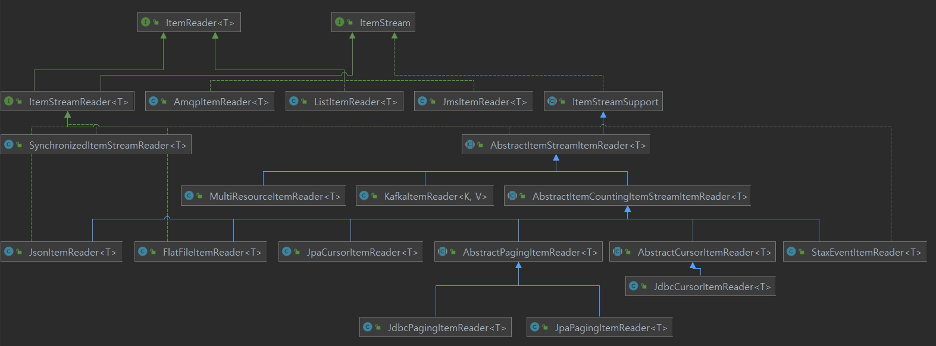 ItemReader<T>
ItemStream
ItemStreamReader<T>
AmqpItemReader<T>
ListItemReader<T>
JmsItemReader<T>
ItemStreamSupport
SynchronizedItemStreamReader<T>
AbstractItemStreamItemReader<T>
MultiResourceItemReader<T>
KafkaItemReader<K, V>
AbstractItemCountingItemStreamItemReader<T>
JsonItemReader<T>
FlatFileItemReader<T>
JpaCursorItemReader<T>
AbstractPagingItemReader<T>
AbstractCursorItemReader<T>
StaxEventItemReader<T>
JdbcCursorItemReader<T>
JdbcPagingItemReader<T>
JpaPagingItemReader<T>